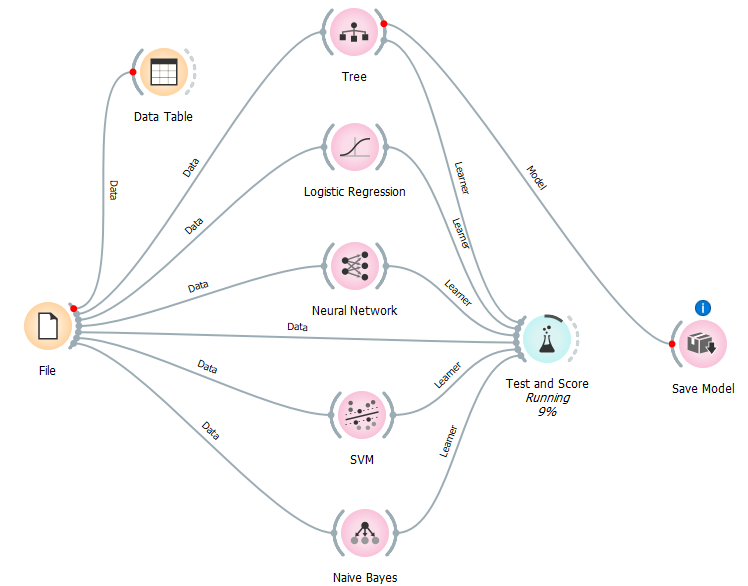 Tree
Data Table
Data
Data
Learner
Model
Logistic Regression
Data
Learner
Neural Network
Data
Learner
File
Data
Test and Score
Running
9%
i
Save Model
Data
Learner
SVM
Data
Learner
Naive Bayes